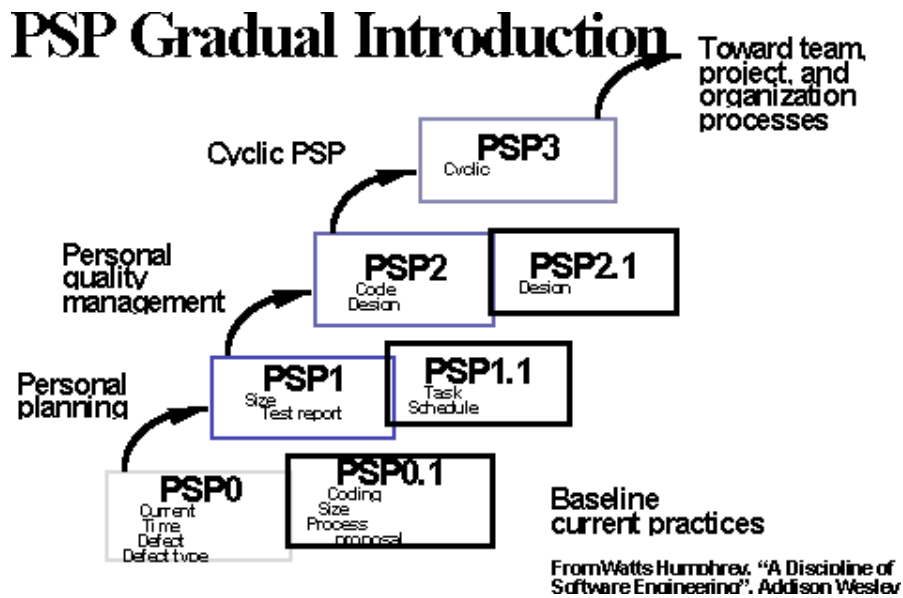 PSP Gradual Introduction
Toward team,
project, and
organization
processes
Cyclic PSP
PSP3
Cyclic
Personal
quality
management
PSP2
Code
Design
PSP2.1
Design
Personal
planning
PSP1
Size
Test report
PSP1.1
Task
Schedule
PSP0
Current
Time
Defect
Defect type
PSP0.1
Coding
Size
Process
proposal
Baseline
current practices
From Watts Humphrey, “A Discipline of
Software Engineering”, Addison Wesley